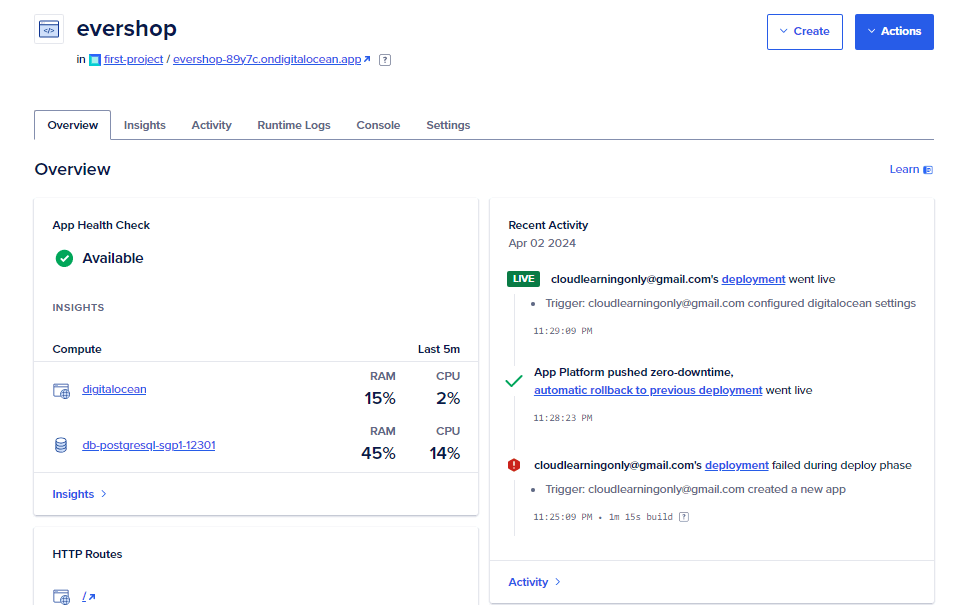 evershop
in first-project / evershop-89y7c.ondigitalocean.app ?
Create
Actions
Overview
Insights
Activity
Runtime Logs
Console
Settings
Overview
Learn
App Health Check
Available
INSIGHTS
Compute Last 5m
RAM CPU
digitalocean
15% 2%
RAM CPU
db-postgresql-sgp1-12301
45% 14%
Insights
HTTP Routes
/
Recent Activity
Apr 02 2024
LIVE cloudlearningonly@gmail.com's deployment went live
• Trigger: cloudlearningonly@gmail.com configured digitalocean settings
11:29:09 PM
App Platform pushed zero-downtime,
automatic rollback to previous deployment went live
11:28:23 PM
cloudlearningonly@gmail.com's deployment failed during deploy phase
• Trigger: cloudlearningonly@gmail.com created a new app
11:25:09 PM • 1m 15s build ?
Activity